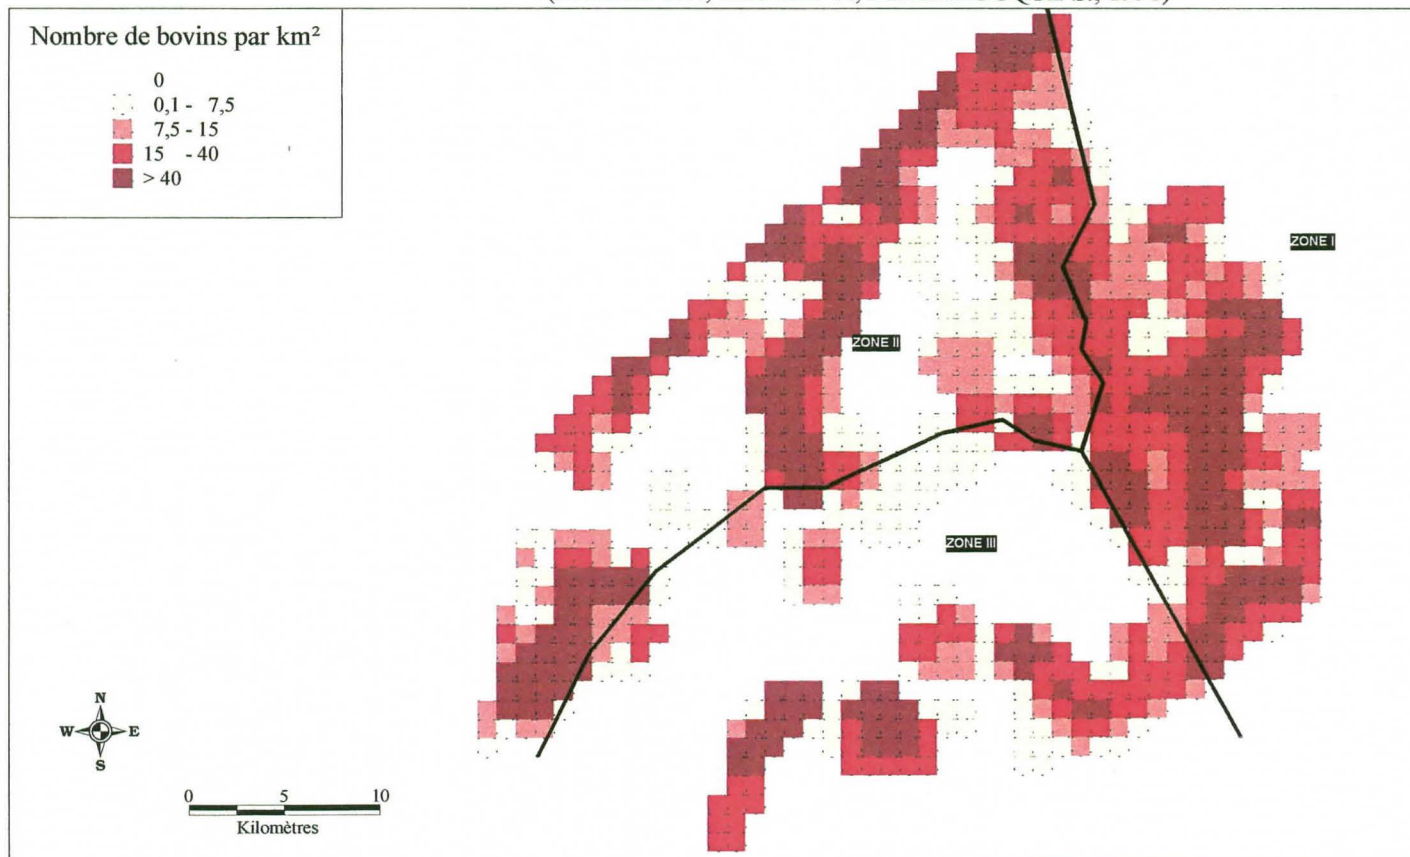 Nombre de bovins par km²
0
0,1 - 7,5
7,5 - 15
15 - 40
> 40
ZONE I
ZONE II
ZONE III
N
W E
S
0 5 10
Kilomètres